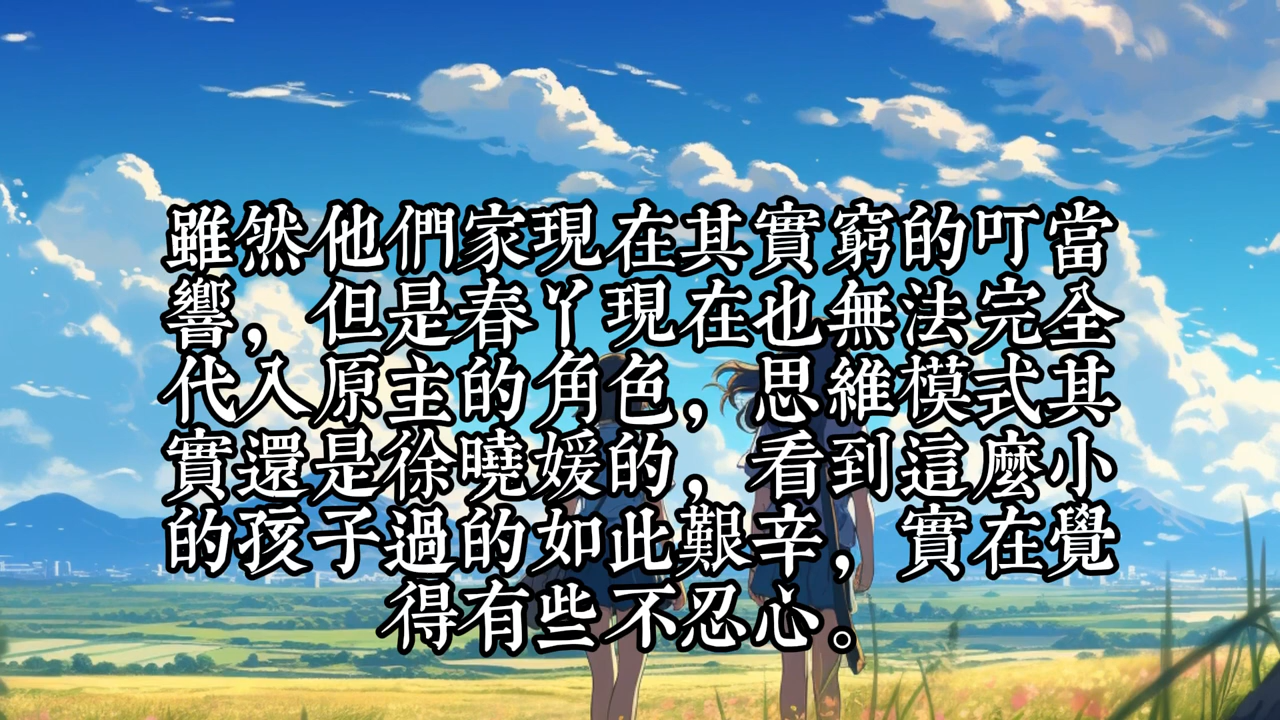 雖然他們家現在其實窮的叮當
響，但是春丫現在也無法完全
代入原主的角色，思維模式其
實還是徐曉媛的，看到這麼小
的孩子過的如此艱辛，實在覺
得有些不忍心。